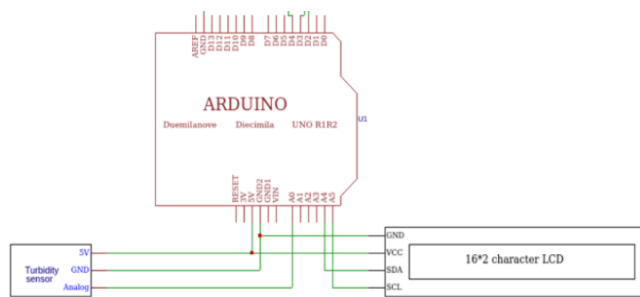 AREF GND D13 D12 D11 D10 D9 D8 D7 D6 D5 D4 D3 D2 D1 D0
ARDUINO
Duemilanove Diecimila UNO R1R2
U1
RESET 3V 5V GND2 GND1 VIN A0 A1 A2 A3 A4 A5
Turbidity
sensor
5V
GND
Analog
GND
VCC
SDA
SCL
16*2 character LCD